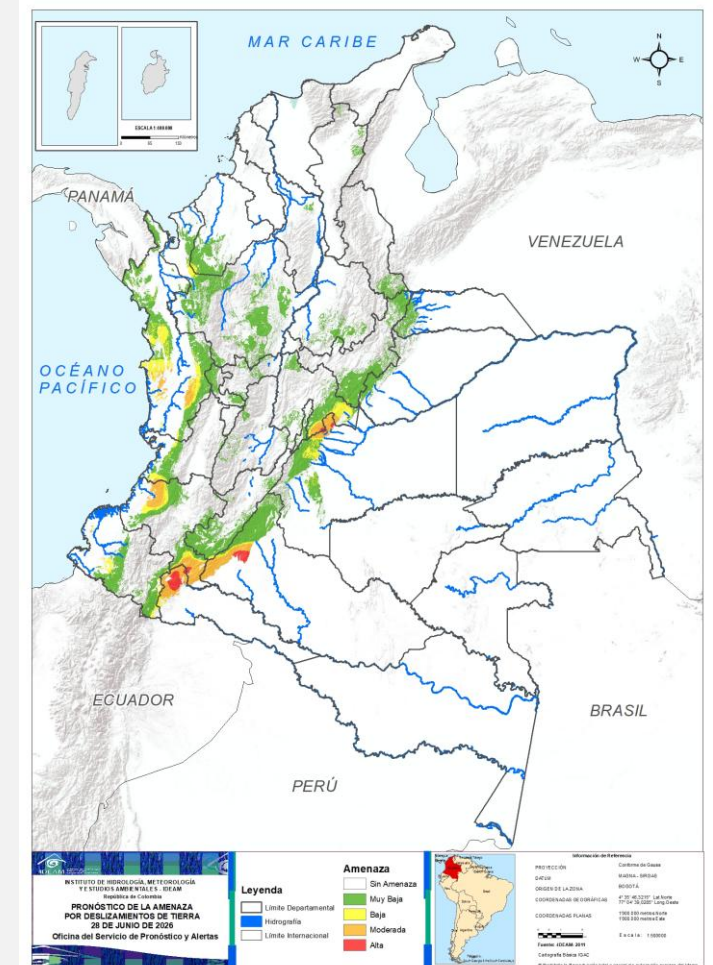 MAR CARIBE
N
W
E
S
ESCALA 1:600.000
PANAMÁ
VENEZUELA
OCÉANO
PACÍFICO
ECUADOR
BRASIL
PERÚ
IDEAM
INSTITUTO DE HIDROLOGÍA, METEOROLOGÍA
Y ESTUDIOS AMBIENTALES - IDEAM
República de Colombia
PRONÓSTICO DE LA AMENAZA
POR DESLIZAMIENTOS DE TIERRA
28 DE JUNIO DE 2026
Oficina del Servicio de Pronóstico y Alertas
Leyenda
Límite Departamental
Hidrografía
Límite Internacional
Amenaza
Sin Amenaza
Muy Baja
Baja
Moderada
Alta
Información de Referencia
PROYECCIÓN Conforme de Gauss
DATUM MAGNA - SIRGAS
ORIGEN DE LA ZONA BOGOTÁ
COORDENADAS GEOGRÁFICAS
COORDENADAS PLANAS
Escala:
Fuente: IDEAM 2011
Cartografía Básica IGAC